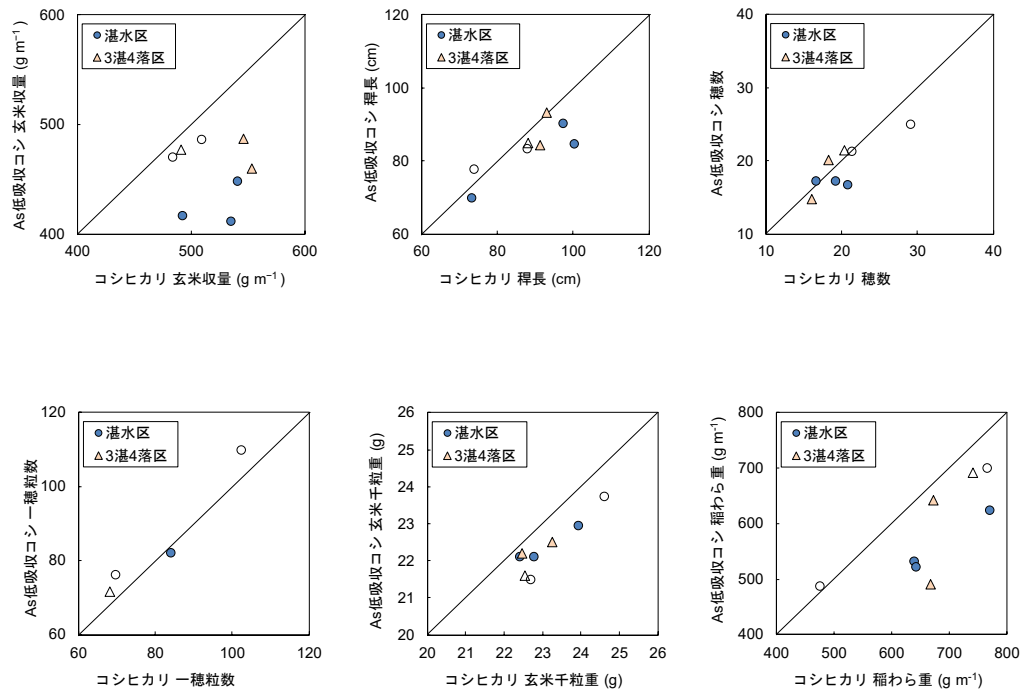 600
500
400
400
500
600
As低吸収コシ 玄米収量 (g m⁻¹)
コシヒカリ 玄米収量 (g m⁻¹)
湛水区
3湛4落区
120
100
80
60
60
80
100
120
As低吸収コシ 稈長 (cm)
コシヒカリ 稈長 (cm)
湛水区
3湛4落区
40
30
20
10
10
20
30
40
As低吸収コシ 穂数
コシヒカリ 穂数
湛水区
3湛4落区
120
100
80
60
60
80
100
120
As低吸収コシ 一穂粒数
コシヒカリ 一穂粒数
湛水区
3湛4落区
26
25
24
23
22
21
20
20
21
22
23
24
25
26
As低吸収コシ 玄米千粒重 (g)
コシヒカリ 玄米千粒重 (g)
湛水区
3湛4落区
800
700
600
500
400
400
500
600
700
800
As低吸収コシ 稲わら重 (g m⁻¹)
コシヒカリ 稲わら重 (g m⁻¹)
湛水区
3湛4落区